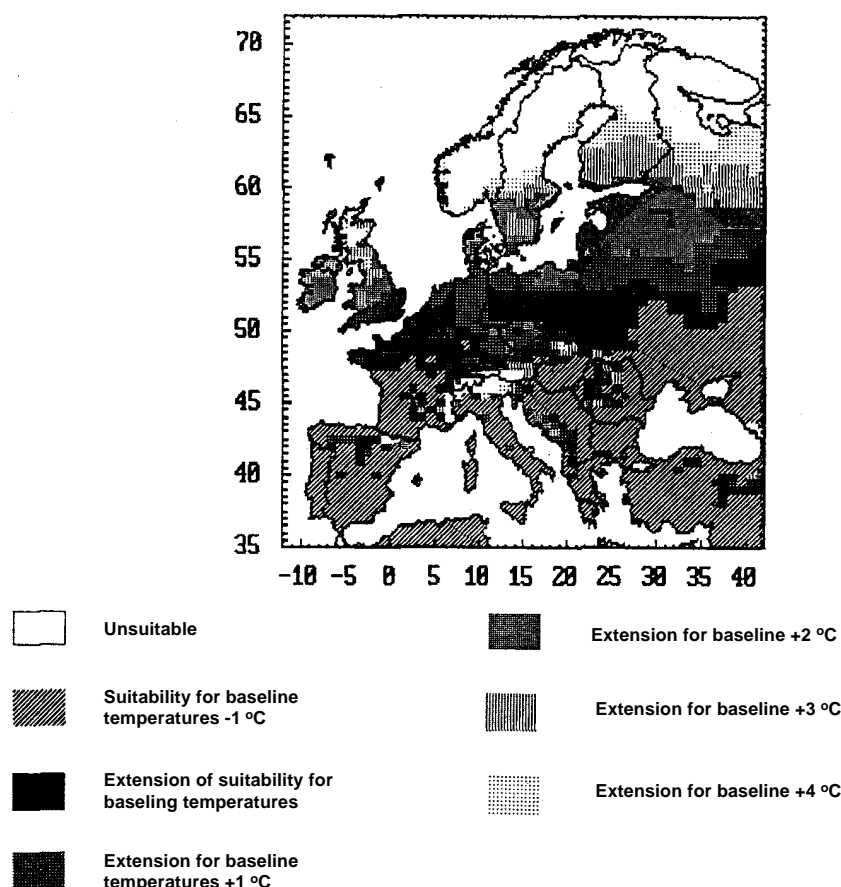 70
65
60
55
50
45
40
35
-10 -5 0 5 10 15 20 25 30 35 40
Unsuitable
Suitability for baseline
temperatures -1 ºC
Extension of suitability for
baseling temperatures
Extension for baseline
temperatures +1 ºC
Extension for baseline +2 ºC
Extension for baseline +3 ºC
Extension for baseline +4 ºC